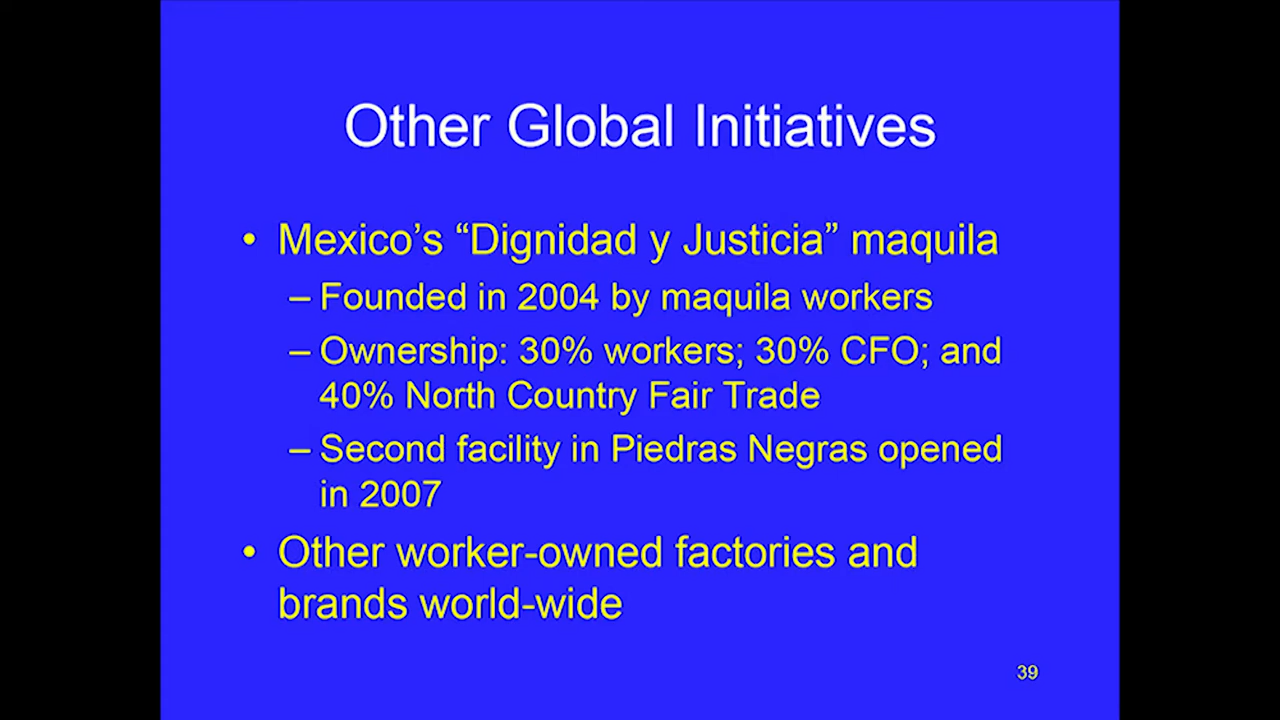 Other Global Initiatives
• Mexico's “Dignidad y Justicia” maquila
– Founded in 2004 by maquila workers
– Ownership: 30% workers; 30% CFO; and
40% North Country Fair Trade
– Second facility in Piedras Negras opened
in 2007
• Other worker-owned factories and
brands world-wide
39